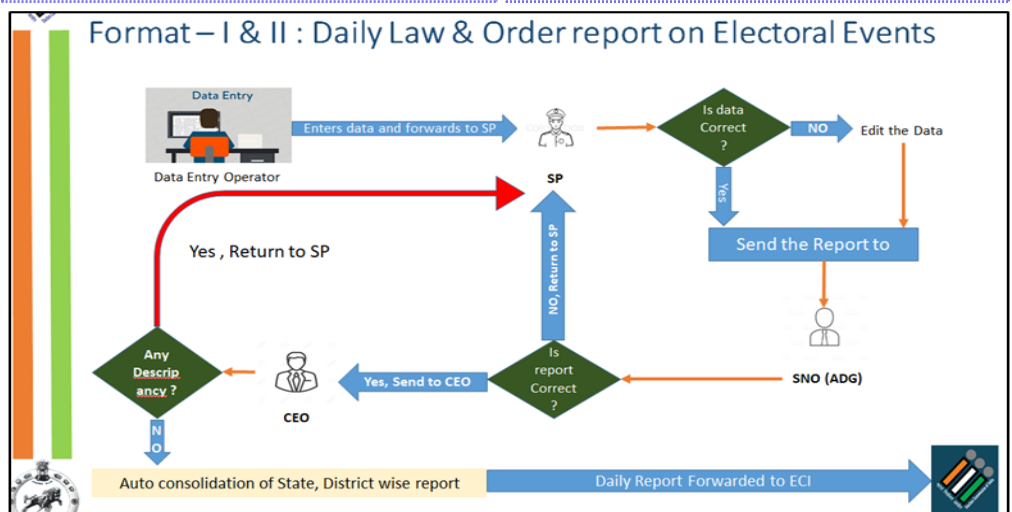 Format – I & II : Daily Law & Order report on Electoral Events
Data Entry
Enters data and forwards to SP
Data Entry Operator
SP
Is data
Correct
?
NO
Edit the Data
Yes
Send the Report to
SNO (ADG)
Is
report
Correct
?
NO, Return to SP
Yes, Send to CEO
CEO
Any
Descrip
ancy ?
Yes , Return to SP
N
O
Auto consolidation of State, District wise report
Daily Report Forwarded to ECI